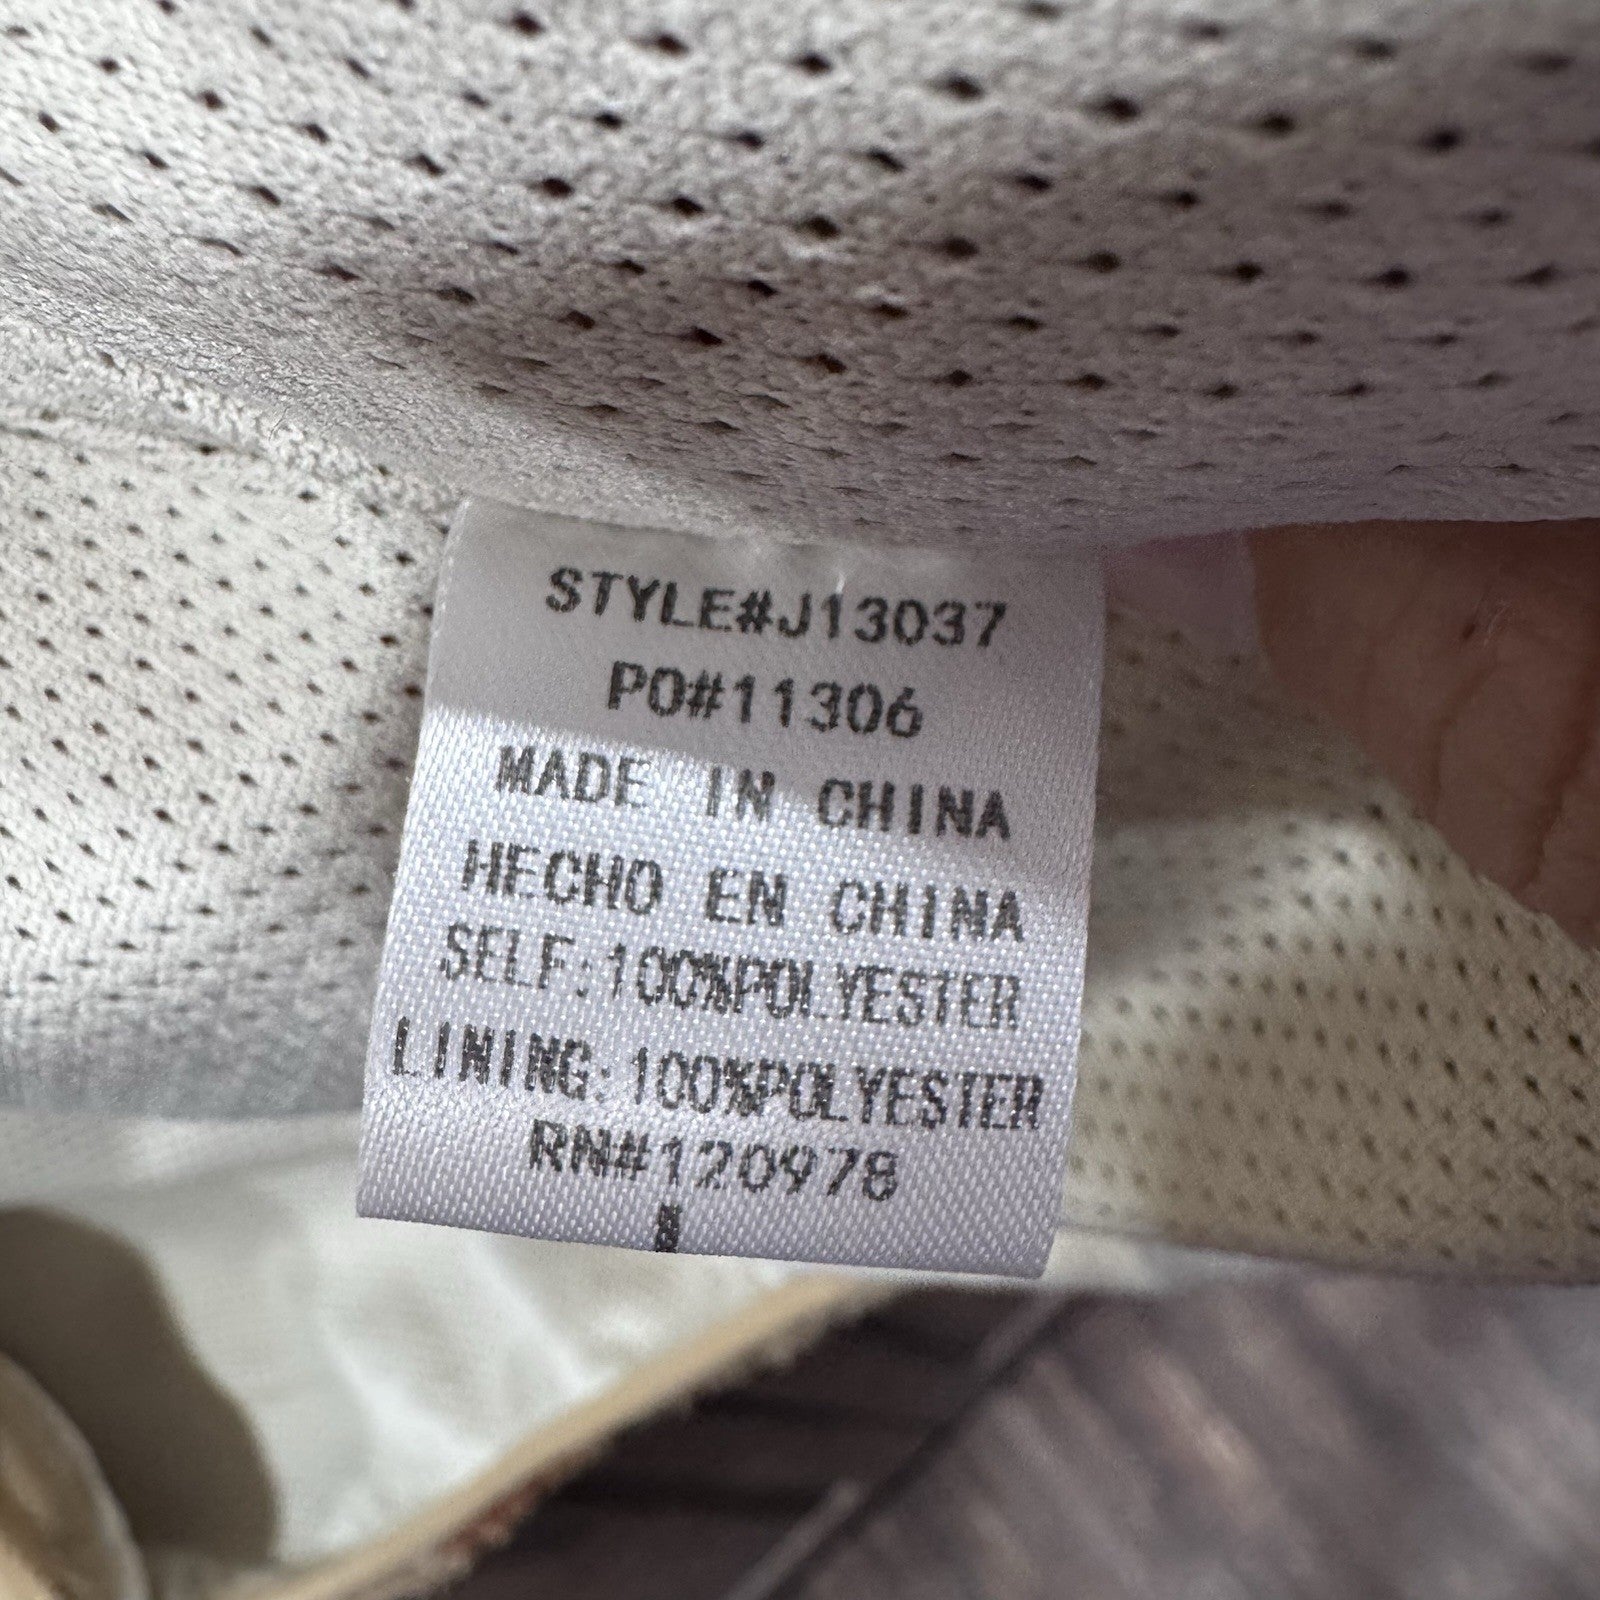 STYLE#J13037
PO#11306
MADE IN CHINA
HECHO EN CHINA
SELF:100%POLYESTER
LINING:100%POLYESTER
RN#120978